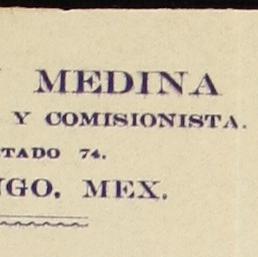 MEDINA
Y COMISIONISTA.
TADO 74.
NGO, MEX.